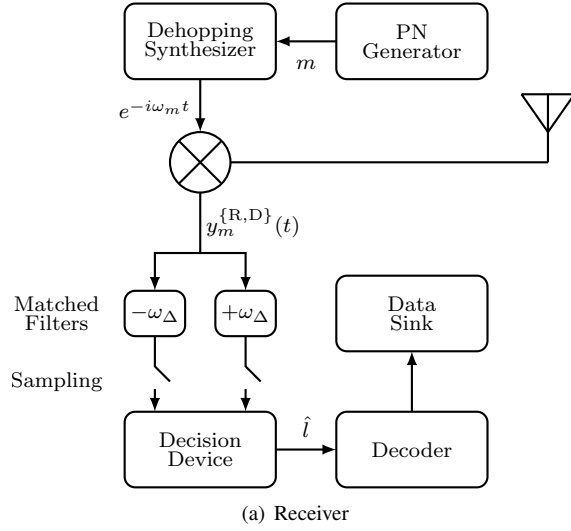 Dehopping
Synthesizer
PN
Generator
m
e^{-iω_m t}
y_m^{\{R,D\}}(t)
Matched
Filters
−ω_Δ
+ω_Δ
Data
Sink
Sampling
Decision
Device
l̂
Decoder
(a) Receiver